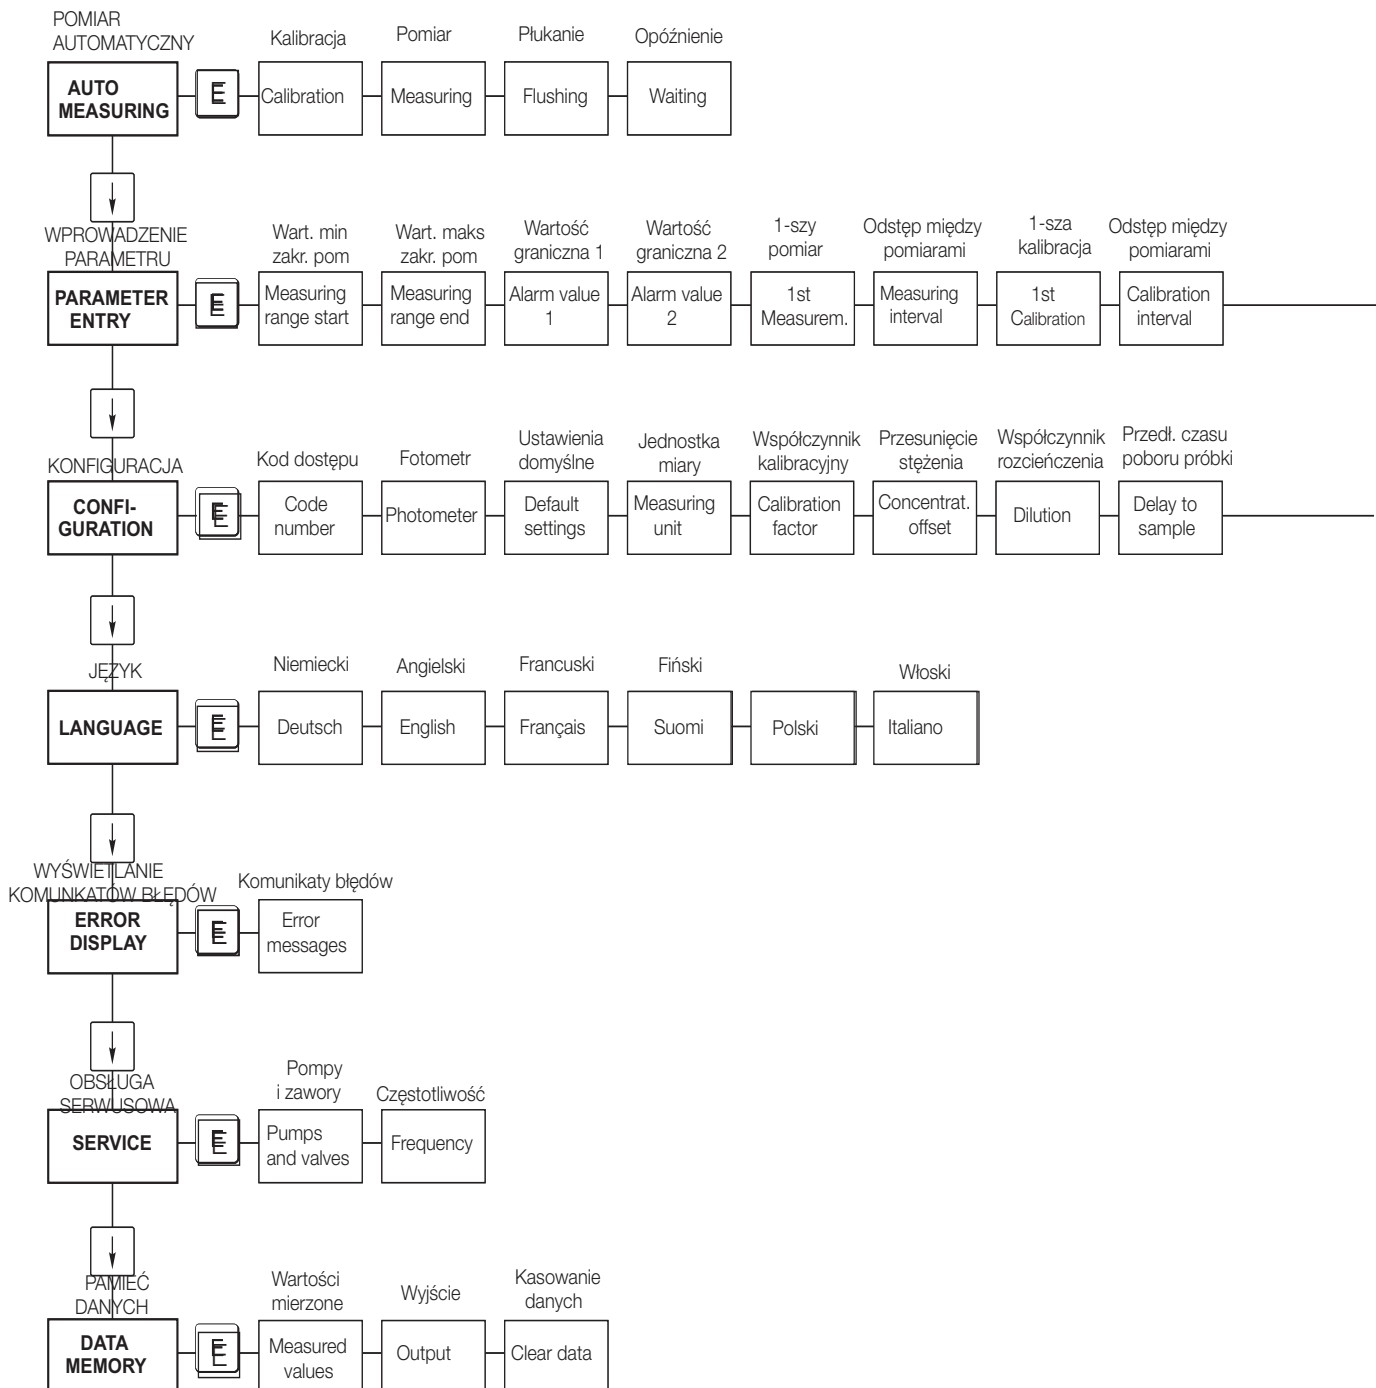 POMIAR
AUTOMATYCZNY
Kalibracja
Pomiar
Płukanie
Opóźnienie
AUTO
MEASURING
E
Calibration
Measuring
Flushing
Waiting
WPROWADZENIE
PARAMETRU
Wart. min
zakr. pom
Wart. maks
zakr. pom
Wartość
graniczna 1
Wartość
graniczna 2
1-szy
pomiar
Odstęp między
pomiarami
1-sza
kalibracja
Odstęp między
pomiarami
PARAMETER
ENTRY
E
Measuring
range start
Measuring
range end
Alarm value
1
Alarm value
2
1st
Measurem.
Measuring
interval
1st
Calibration
Calibration
interval
KONFIGURACJA
Kod dostępu
Fotometr
Ustawienia
domyślne
Jednostka
miary
Współczynnik
kalibracyjny
Przesunięcie
stężenia
Współczynnik
rozcieńczenia
Przedł. czasu
poboru próbki
CONFI-
GURATION
E
Code
number
Photometer
Default
settings
Measuring
unit
Calibration
factor
Concentrat.
offset
Dilution
Delay to
sample
JĘZYK
Niemiecki
Angielski
Francuski
Fiński
Włoski
LANGUAGE
E
Deutsch
English
Français
Suomi
Polski
Italiano
WYŚWIETLANIE
KOMUNKATÓW BŁĘDÓW
Komunikaty błędów
ERROR
DISPLAY
E
Error
messages
OBSŁUGA
SERWUSOWA
Pompy
i zawory
Częstotliwość
SERVICE
E
Pumps
and valves
Frequency
PAMIEĆ
DANYCH
Wartości
mierzone
Wyjście
Kasowanie
danych
DATA
MEMORY
E
Measured
values
Output
Clear data